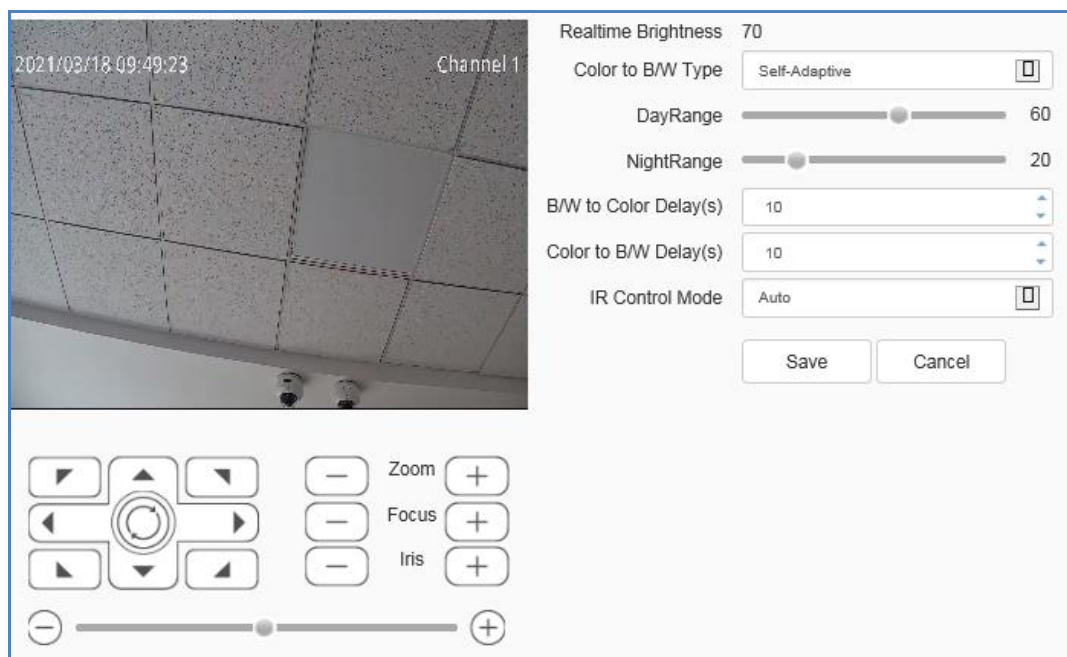 2021/03/18 09:49:23
Channel 1
Realtime Brightness 70
Color to B/W Type Self-Adaptive
DayRange 60
NightRange 20
B/W to Color Delay(s) 10
Color to B/W Delay(s) 10
IR Control Mode Auto
Save Cancel
Zoom
Focus
Iris